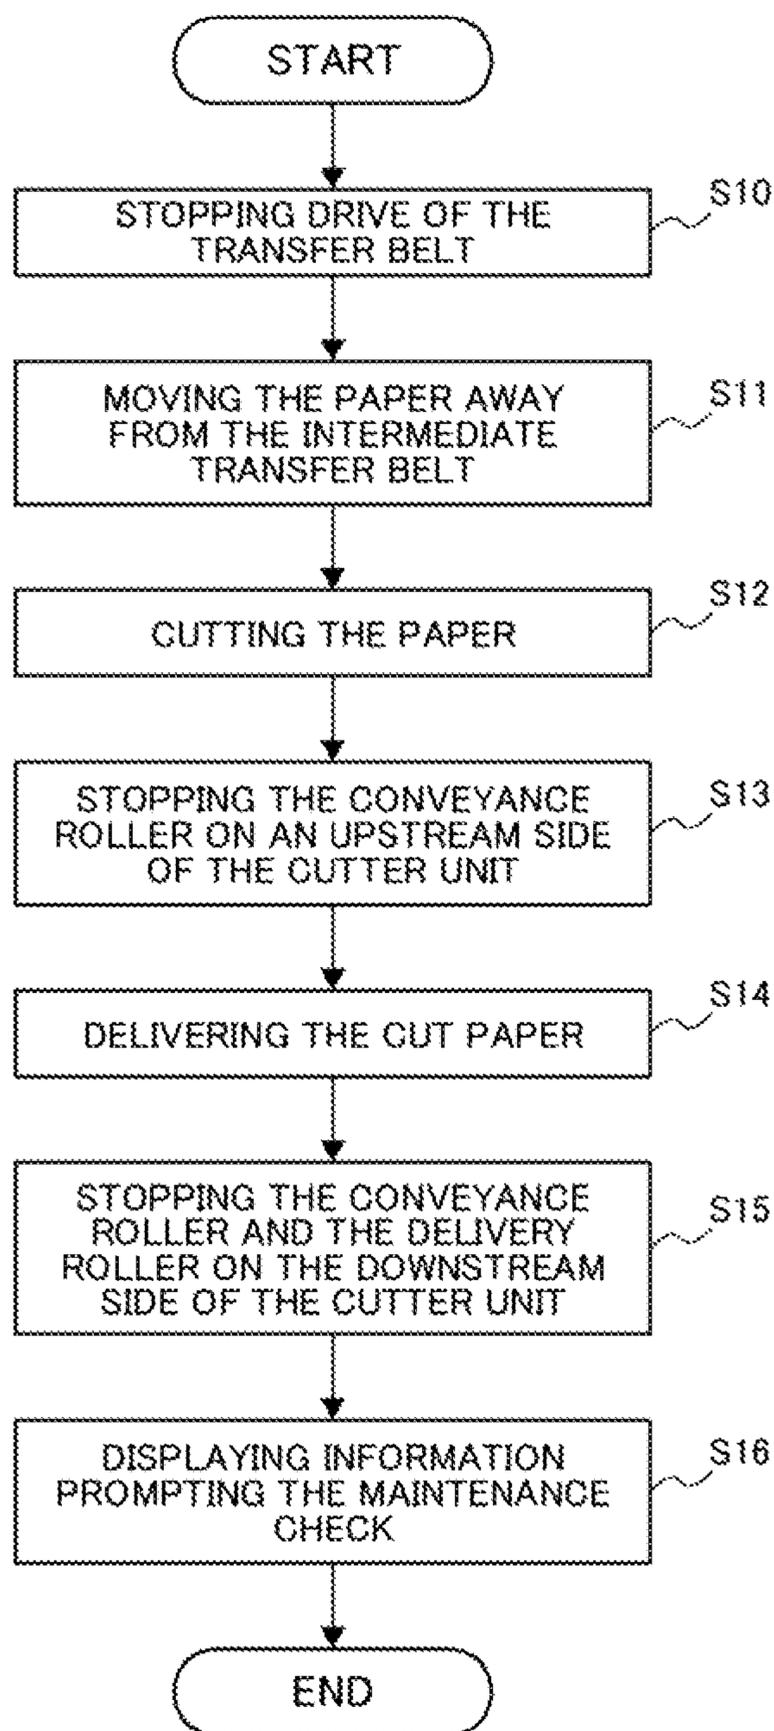 START
S10
STOPPING DRIVE OF THE
TRANSFER BELT
S11
MOVING THE PAPER AWAY
FROM THE INTERMEDIATE
TRANSFER BELT
S12
CUTTING THE PAPER
S13
STOPPING THE CONVEYANCE
ROLLER ON AN UPSTREAM SIDE
OF THE CUTTER UNIT
S14
DELIVERING THE CUT PAPER
S15
STOPPING THE CONVEYANCE
ROLLER AND THE DELIVERY
ROLLER ON THE DOWNSTREAM
SIDE OF THE CUTTER UNIT
S16
DISPLAYING INFORMATION
PROMPTING THE MAINTENANCE
CHECK
END